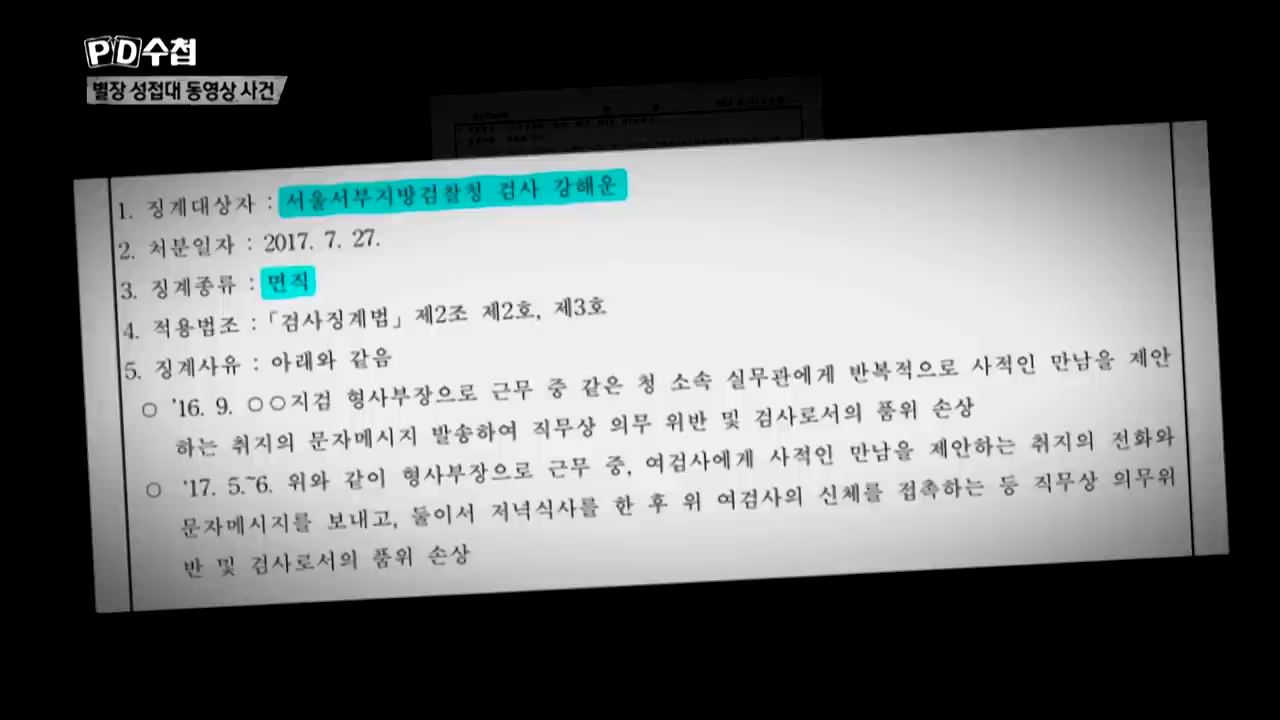 PD수첩
별장 성접대 동영상 사건
1. 징계대상자 : 서울서부지방검찰청 검사 강해운
2. 처분일자 : 2017. 7. 27.
3. 징계종류 : 면직
4. 적용법조 : 「검사징계법」 제2조 제2호, 제3호
5. 징계사유 : 아래와 같음
○ '16. 9. ○○지검 형사부장으로 근무 중 같은 청 소속 실무관에게 반복적으로 사적인 만남을 제안
하는 취지의 문자메시지 발송하여 직무상 의무 위반 및 검사로서의 품위 손상
○ '17. 5.~6. 위와 같이 형사부장으로 근무 중, 여검사에게 사적인 만남을 제안하는 취지의 전화와
문자메시지를 보내고, 둘이서 저녁식사를 한 후 위 여검사의 신체를 접촉하는 등 직무상 의무위
반 및 검사로서의 품위 손상